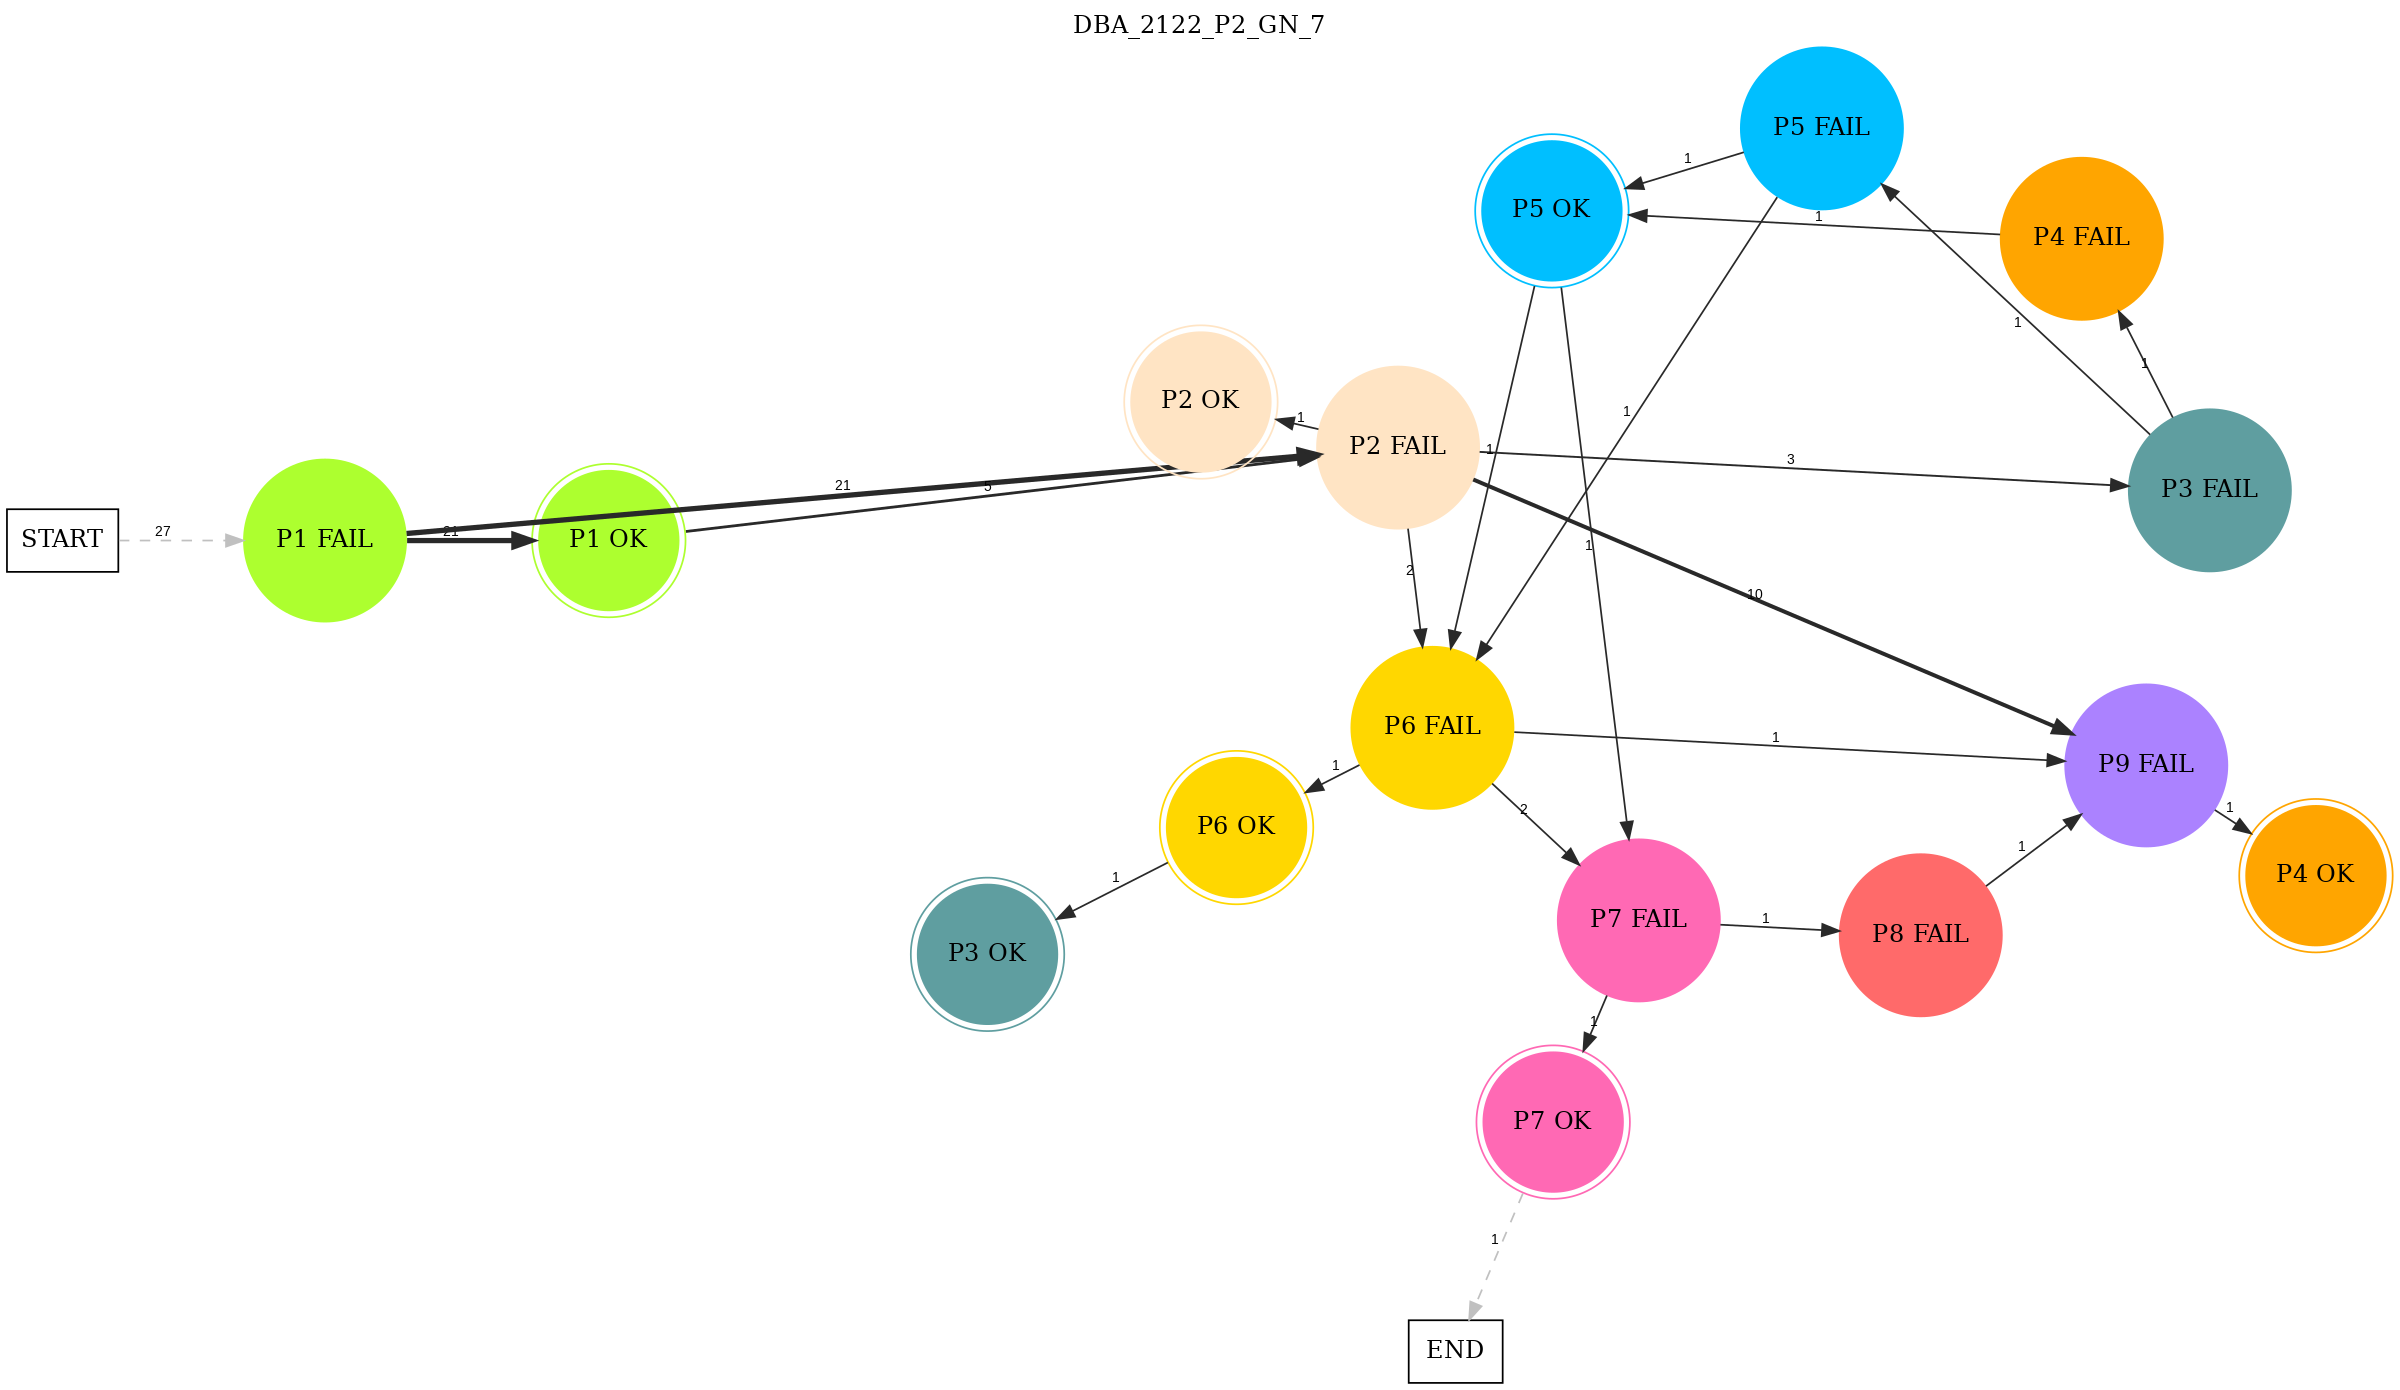 DBA_2122_P2_GN_7
P5 FAIL
1
P5 OK
1
P4 FAIL
1
1
P2 OK
1
P2 FAIL
1
1
3
P3 FAIL
21
5
START
27
P1 FAIL
21
P1 OK
1
2
10
P6 FAIL
1
P9 FAIL
1
2
1
P6 OK
1
P4 OK
1
P3 OK
P7 FAIL
1
P8 FAIL
1
P7 OK
1
END